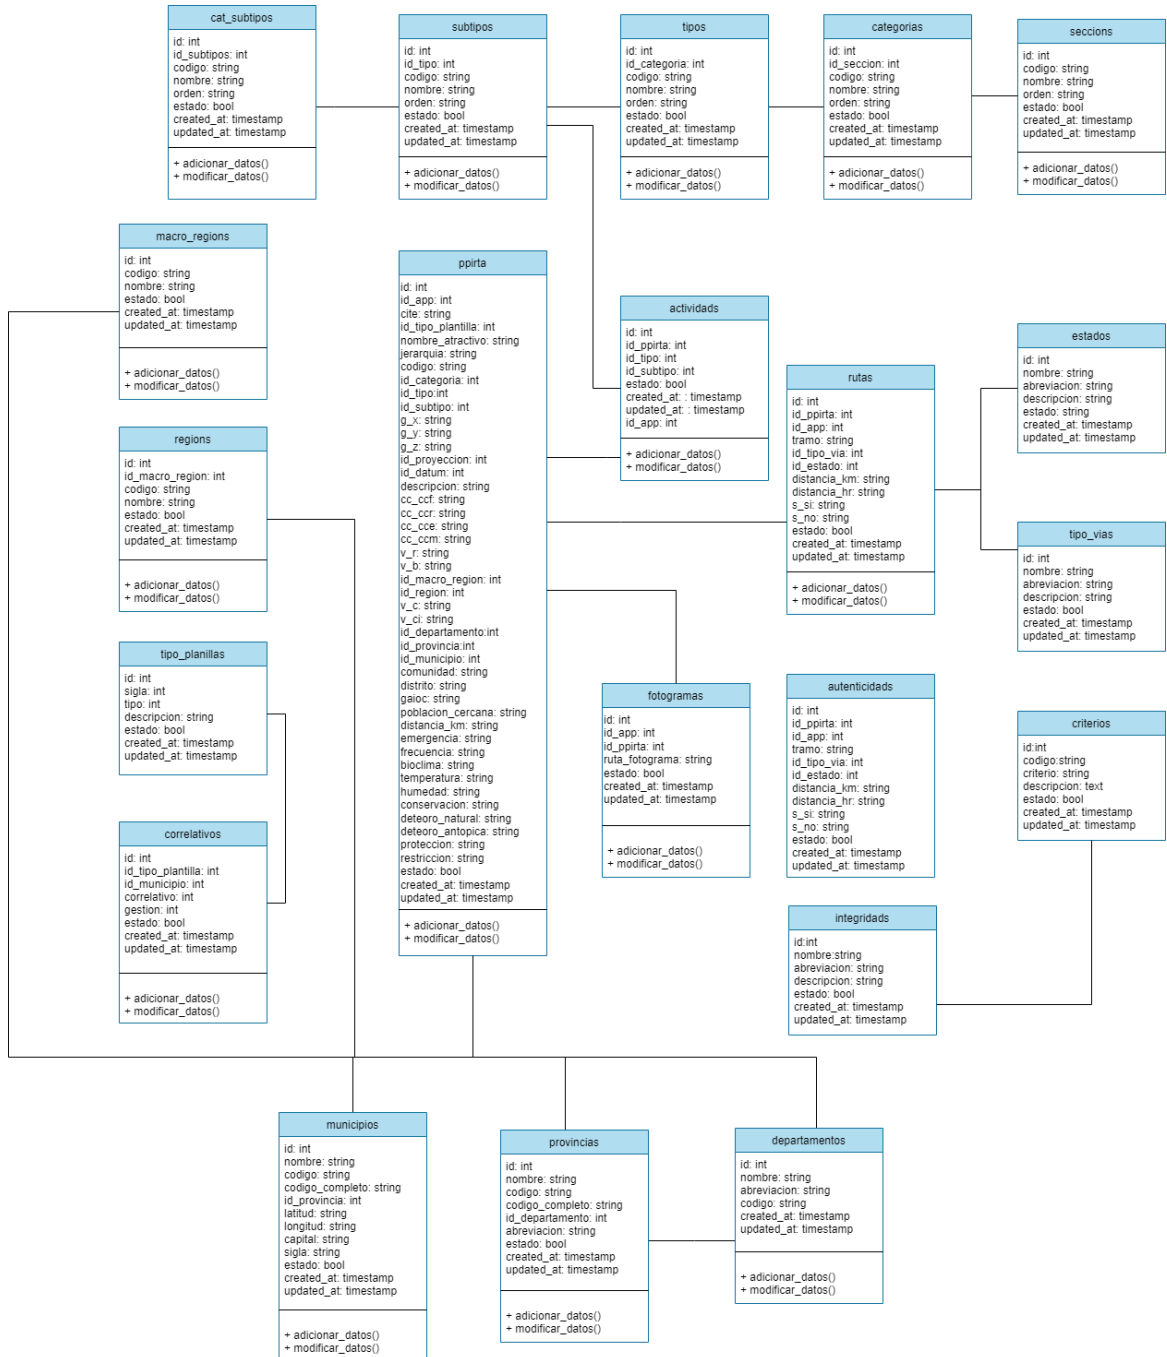 cat_subtipos
id: int
id_subtipos: int
codigo: string
nombre: string
orden: string
estado: bool
created_at: timestamp
updated_at: timestamp
+ adicionar_datos()
+ modificar_datos()
subtipos
id: int
id_tipo: int
codigo: string
nombre: string
orden: string
estado: bool
created_at: timestamp
updated_at: timestamp
+ adicionar_datos()
+ modificar_datos()
tipos
id: int
id_categoria: int
codigo: string
nombre: string
orden: string
estado: bool
created_at: timestamp
updated_at: timestamp
+ adicionar_datos()
+ modificar_datos()
categorias
id: int
id_seccion: int
codigo: string
nombre: string
orden: string
estado: bool
created_at: timestamp
updated_at: timestamp
+ adicionar_datos()
+ modificar_datos()
seccions
id: int
codigo: string
nombre: string
orden: string
estado: bool
created_at: timestamp
updated_at: timestamp
+ adicionar_datos()
+ modificar_datos()
macro_regions
id: int
codigo: string
nombre: string
estado: bool
created_at: timestamp
updated_at: timestamp
+ adicionar_datos()
+ modificar_datos()
regions
id: int
id_macro_region: int
codigo: string
nombre: string
estado: bool
created_at: timestamp
updated_at: timestamp
+ adicionar_datos()
+ modificar_datos()
tipo_planillas
id: int
sigla: int
tipo: int
descripcion: string
estado: bool
created_at: timestamp
updated_at: timestamp
correlativos
id: int
id_tipo_plantilla: int
id_municipio: int
correlativo: int
gestion: int
estado: bool
created_at: timestamp
updated_at: timestamp
+ adicionar_datos()
+ modificar_datos()
ppirta
id: int
id_app: int
cite: string
id_tipo_plantilla: int
nombre_atractivo: string
jerarquia: string
codigo: string
id_categoria: int
id_tipo:int
id_subtipo: int
g_x: string
g_y: string
g_z: string
id_proyeccion: int
id_datum: int
descripcion: string
cc_ccf: string
cc_ccr: string
cc_cce: string
cc_ccm: string
v_r: string
v_b: string
id_macro_region: int
id_region: int
v_c: string
v_ci: string
id_departamento:int
id_provincia:int
id_municipio: int
comunidad: string
distrito: string
gaioc: string
poblacion_cercana: string
distancia_km: string
emergencia: string
frecuencia: string
bioclima: string
temperatura: string
humedad: string
conservacion: string
deteoro_natural: string
deteoro_antopica: string
proteccion: string
restriccion: string
estado: bool
created_at: timestamp
updated_at: timestamp
+ adicionar_datos()
+ modificar_datos()
actividads
id: int
id_ppirta: int
id_tipo: int
id_subtipo: int
estado: bool
created_at: : timestamp
updated_at: : timestamp
id_app: int
+ adicionar_datos()
+ modificar_datos()
rutas
id: int
id_ppirta: int
id_app: int
tramo: string
id_tipo_via: int
id_estado: int
distancia_km: string
distancia_hr: string
s_si: string
s_no: string
estado: bool
created_at: timestamp
updated_at: timestamp
+ adicionar_datos()
+ modificar_datos()
estados
id: int
nombre: string
abreviacion: string
descripcion: string
estado: string
created_at: timestamp
updated_at: timestamp
tipo_vias
id: int
nombre: string
abreviacion: string
descripcion: string
estado: bool
created_at: timestamp
updated_at: timestamp
fotogramas
id: int
id_app: int
id_ppirta: int
ruta_fotograma: string
estado: bool
created_at: timestamp
updated_at: timestamp
+ adicionar_datos()
+ modificar_datos()
autenticidads
id: int
id_ppirta: int
id_app: int
tramo: string
id_tipo_via: int
id_estado: int
distancia_km: string
distancia_hr: string
s_si: string
s_no: string
estado: bool
created_at: timestamp
updated_at: timestamp
criterios
id:int
codigo:string
criterio: string
descripcion: text
estado: bool
created_at: timestamp
updated_at: timestamp
integridads
id:int
nombre:string
abreviacion: string
descripcion: string
estado: bool
created_at: timestamp
updated_at: timestamp
municipios
id: int
nombre: string
codigo: string
codigo_completo: string
id_provincia: int
latitud: string
longitud: string
capital: string
sigla: string
estado: bool
created_at: timestamp
updated_at: timestamp
+ adicionar_datos()
+ modificar_datos()
provincias
id: int
nombre: string
codigo: string
codigo_completo: string
id_departamento: int
abreviacion: string
estado: bool
created_at: timestamp
updated_at: timestamp
+ adicionar_datos()
+ modificar_datos()
departamentos
id: int
nombre: string
abreviacion: string
codigo: string
created_at: timestamp
updated_at: timestamp
+ adicionar_datos()
+ modificar_datos()